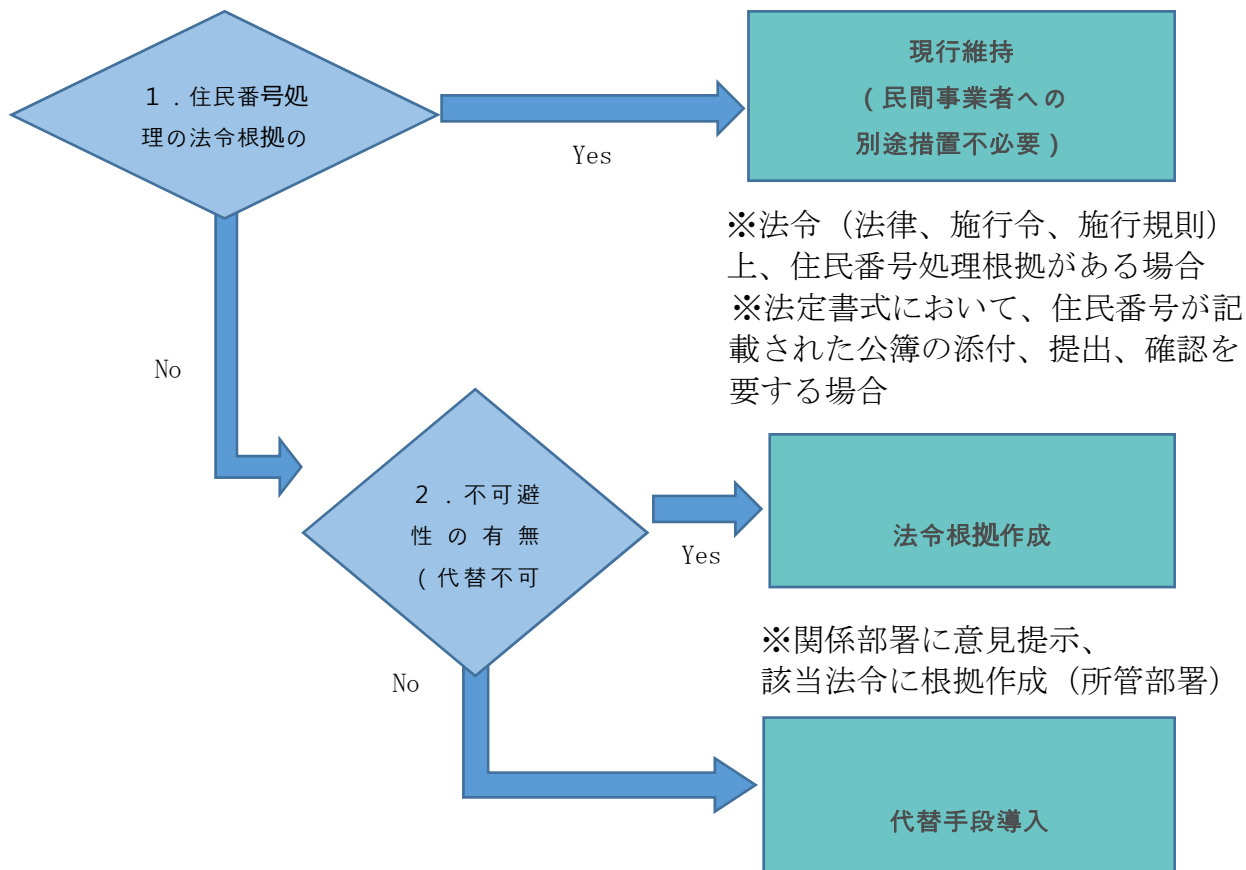 1．住民番号処
理の法令根拠の
Yes
現行維持
(民間事業者への
別途措置不必要)
※法令（法律、施行令、施行規則）
上、住民番号処理根拠がある場合
※法定書式において、住民番号が記
載された公簿の添付、提出、確認を
要する場合
No
2．不可避
性の有無
(代替不可
Yes
法令根拠作成
※関係部署に意見提示、
該当法令に根拠作成（所管部署）
No
代替手段導入